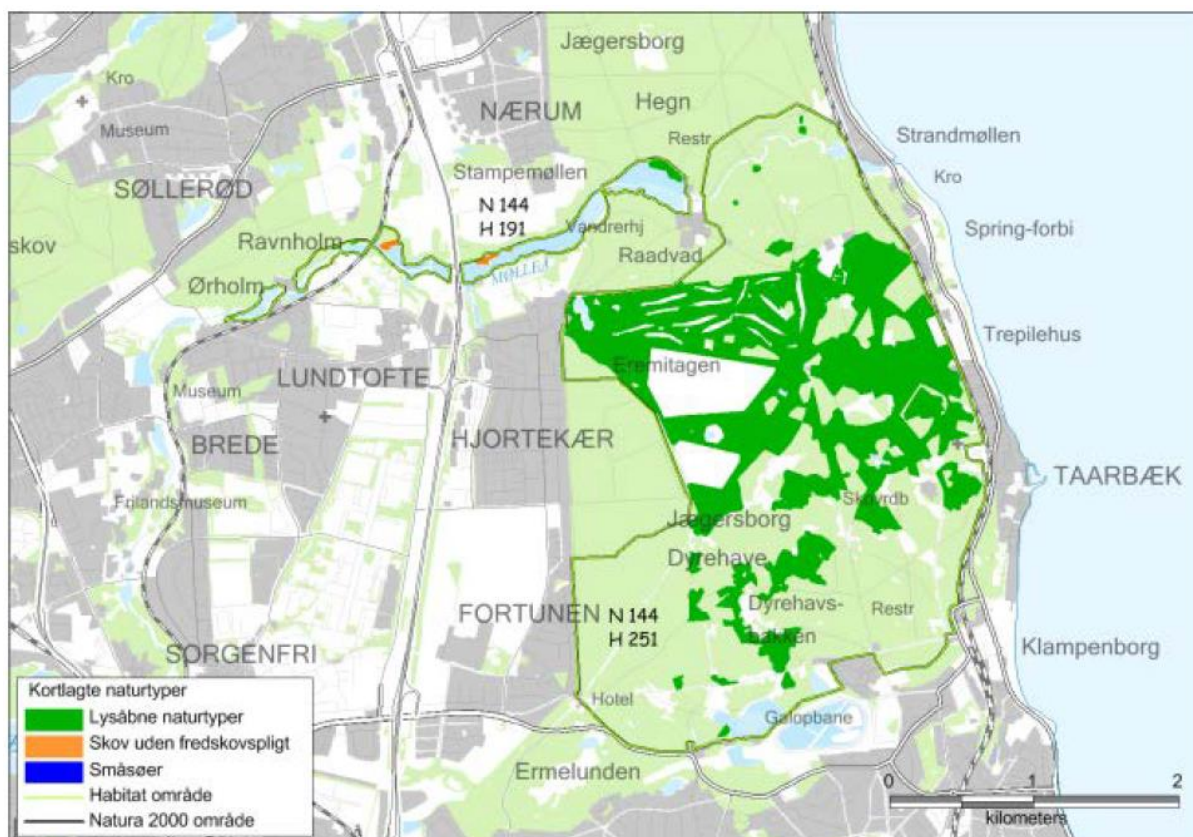 Jægersborg
Hegn
Kro
Museum
NÆRUM
Restr
Strandmøllen
Kro
Stampemøllen
SØLLERØD
N 144
H 191
Vandrerhj
Spring-forbi
skov
Ravnholm
Raadvad
Ørholm
MØLLEÅ
Trepilehus
Eremitagen
LUNDTOFTE
Museum
BREDE
HJORTEKÆR
TAARBÆK
Frilandsmuseum
Skovrdb
Jægersborg
Dyrehave
FORTUNEN
N 144
H 251
Dyrehavs-
bakken
Restr
SORGENFRI
Klampenborg
Hotel
Galopbane
Ermelunden
Kortlagte naturtyper
Lysåbne naturtyper
Skov uden fredskovspligt
Småsøer
Habitat område
Natura 2000 område
0 1 2
kilometers